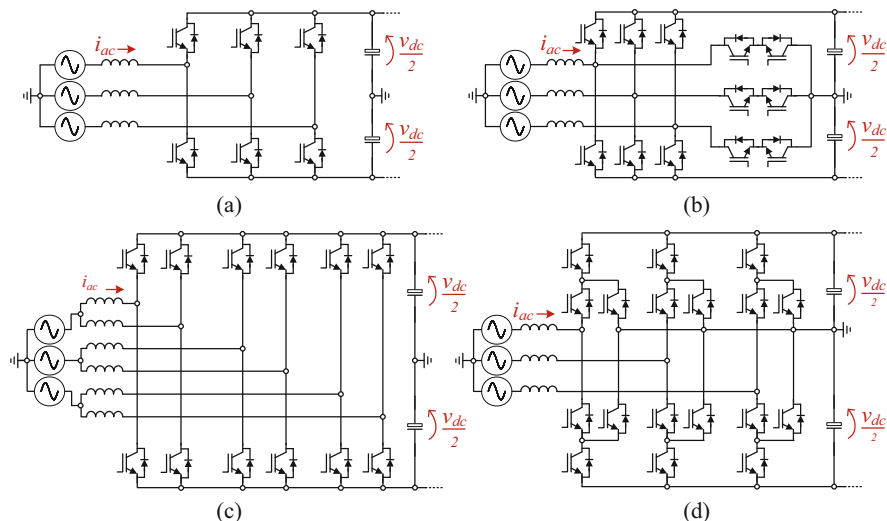 i_ac v_dc/2
v_dc/2
(a)
i_ac v_dc/2
v_dc/2
(b)
i_ac v_dc/2
v_dc/2
(c)
i_ac v_dc/2
v_dc/2
(d)